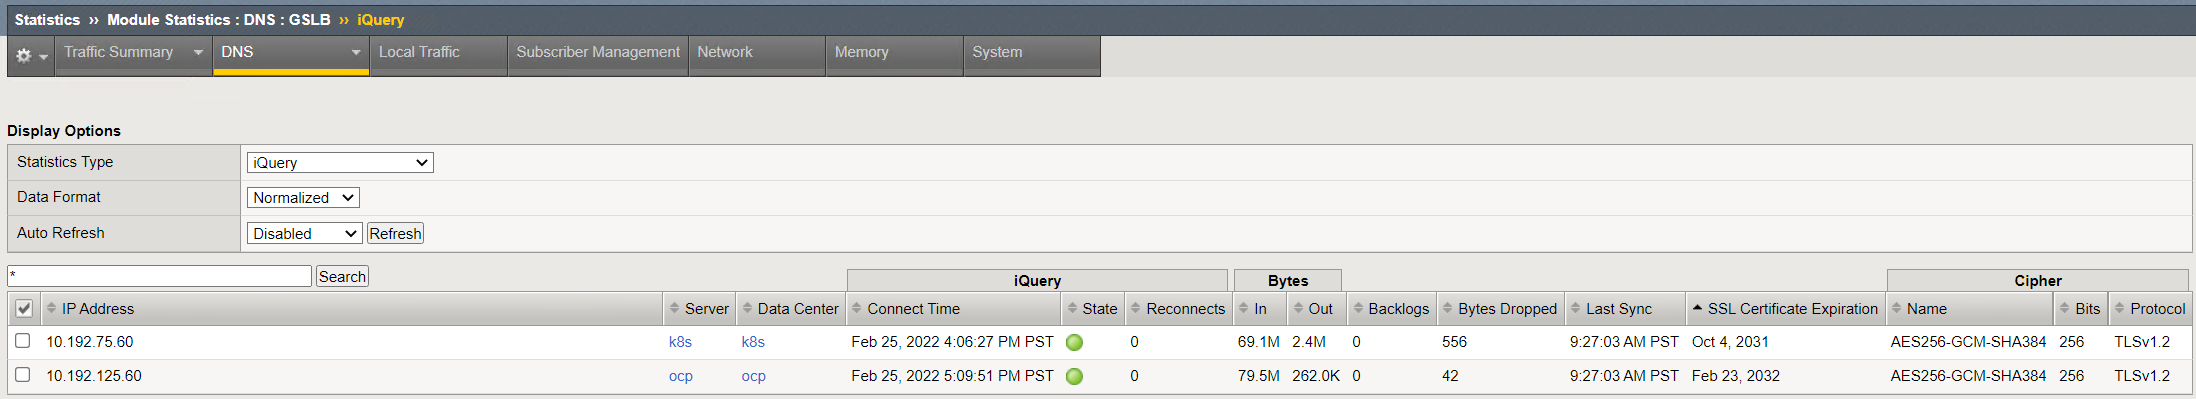 Statistics ›› Module Statistics : DNS : GSLB ›› iQuery
Traffic Summary DNS Local Traffic Subscriber Management Network Memory System
Display Options
Statistics Type iQuery
Data Format Normalized
Auto Refresh Disabled Refresh
* Search
iQuery Bytes Cipher
IP Address Server Data Center Connect Time State Reconnects In Out Backlogs Bytes Dropped Last Sync SSL Certificate Expiration Name Bits Protocol
10.192.75.60 k8s k8s Feb 25, 2022 4:06:27 PM PST 0 69.1M 2.4M 0 556 9:27:03 AM PST Oct 4, 2031 AES256-GCM-SHA384 256 TLSv1.2
10.192.125.60 ocp ocp Feb 25, 2022 5:09:51 PM PST 0 79.5M 262.0K 0 42 9:27:03 AM PST Feb 23, 2032 AES256-GCM-SHA384 256 TLSv1.2